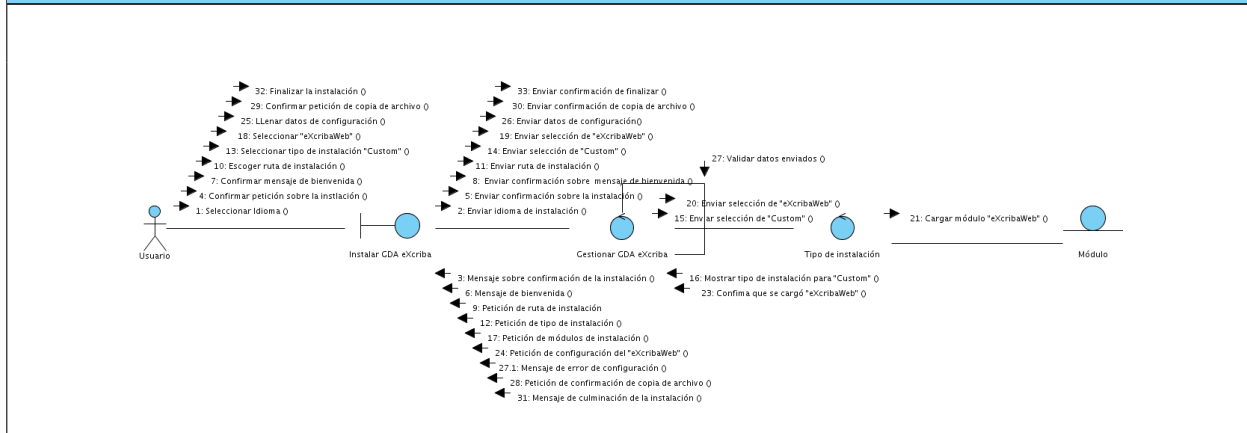 32: Finalizar la instalación ()
29: Confirmar petición de copia de archivo ()
25: LLenar datos de configuración ()
18: Seleccionar "eXcribaWeb" ()
13: Seleccionar tipo de instalación "Custom" ()
10: Escoger ruta de instalación ()
7: Confirmar mensaje de bienvenida ()
4: Confirmar petición sobre la instlación ()
1: Seleccionar Idioma ()
33: Enviar confirmación de finalizar ()
30: Enviar confirmación de copia de archivo ()
26: Enviar datos de configuración()
19: Enviar selección de "eXcribaWeb" ()
14: Enviar selección de "Custom" ()
11: Enviar ruta de instalación ()
8: Enviar confirmación sobre mensaje de bienvenida ()
5: Enviar confirmación sobre la instalación ()
2: Enviar idioma de instalación ()
27: Validar datos enviados ()
20: Enviar selección de "eXcribaWeb" ()
15: Enviar selección de "Custom" ()
21: Cargar módulo "eXcribaWeb" ()
Usuario
Instalar GDA eXcriba
Gestionar GDA eXcriba
Tipo de instalación
Módulo
3: Mensaje sobre confirmación de la instalación ()
6: Mensaje de bienvenida ()
9: Petición de ruta de instalación
12: Petición de tipo de instalación ()
17: Petición de módulos de instalación ()
24: Petición de configuración del "eXcribaWeb" ()
27.1: Mensaje de error de configuración ()
28: Petición de confirmación de copia de archivo ()
31: Mensaje de culminación de la instalación ()
16: Mostrar tipo de instalación para "Custom" ()
23: Confima que se cargó "eXcribaWeb" ()